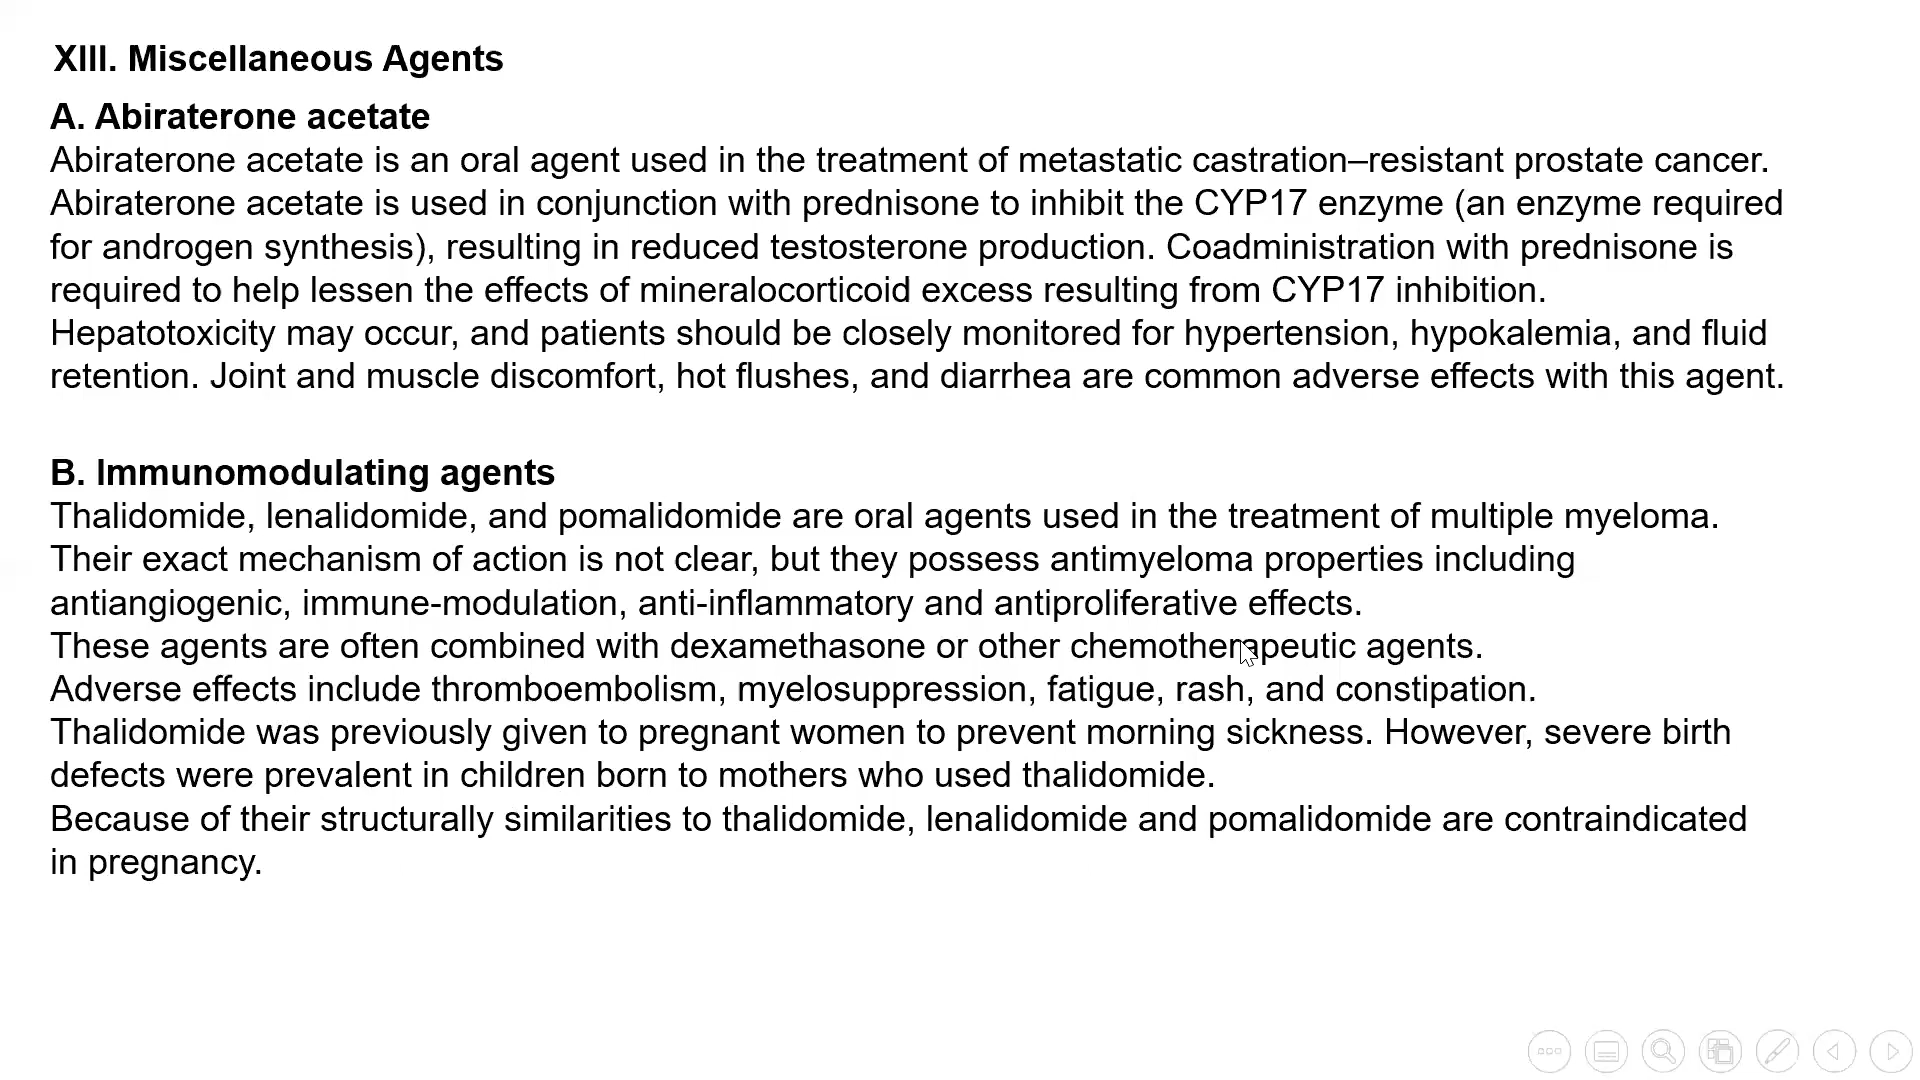 XIII. Miscellaneous Agents
A. Abiraterone acetate
Abiraterone acetate is an oral agent used in the treatment of metastatic castration–resistant prostate cancer.
Abiraterone acetate is used in conjunction with prednisone to inhibit the CYP17 enzyme (an enzyme required
for androgen synthesis), resulting in reduced testosterone production. Coadministration with prednisone is
required to help lessen the effects of mineralocorticoid excess resulting from CYP17 inhibition.
Hepatotoxicity may occur, and patients should be closely monitored for hypertension, hypokalemia, and fluid
retention. Joint and muscle discomfort, hot flushes, and diarrhea are common adverse effects with this agent.
B. Immunomodulating agents
Thalidomide, lenalidomide, and pomalidomide are oral agents used in the treatment of multiple myeloma.
Their exact mechanism of action is not clear, but they possess antimyeloma properties including
antiangiogenic, immune-modulation, anti-inflammatory and antiproliferative effects.
These agents are often combined with dexamethasone or other chemotherapeutic agents.
Adverse effects include thromboembolism, myelosuppression, fatigue, rash, and constipation.
Thalidomide was previously given to pregnant women to prevent morning sickness. However, severe birth
defects were prevalent in children born to mothers who used thalidomide.
Because of their structurally similarities to thalidomide, lenalidomide and pomalidomide are contraindicated
in pregnancy.